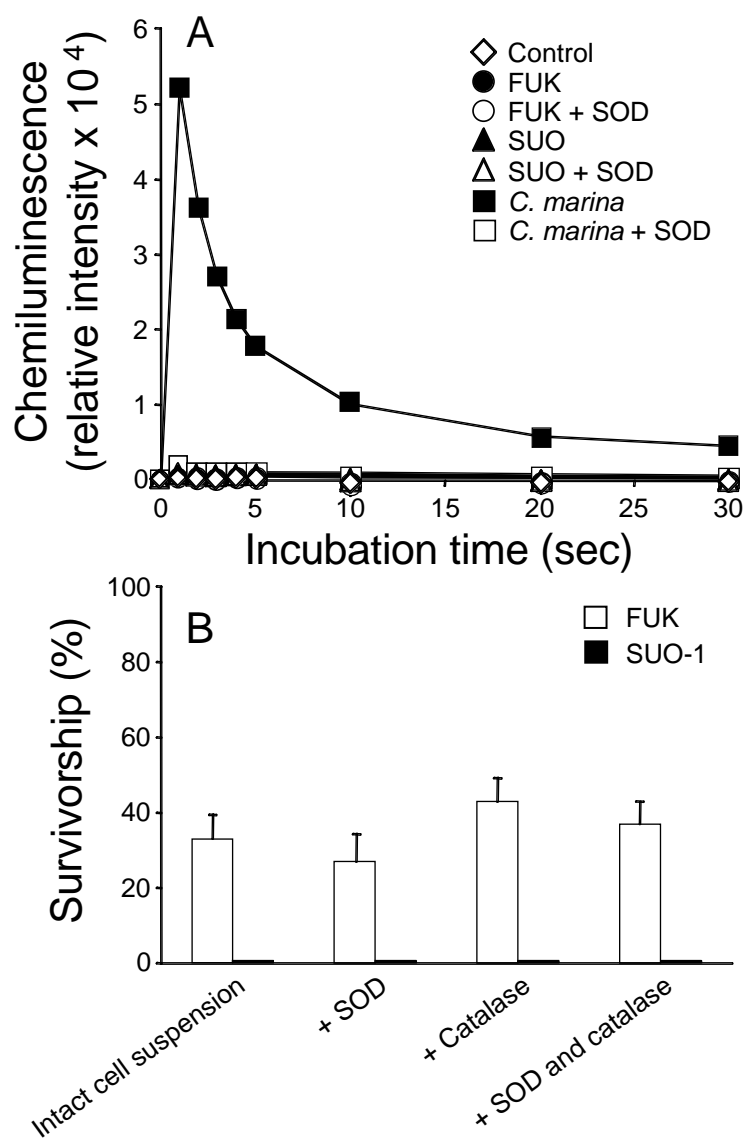 A
Chemiluminescence
(relative intensity x 10 4)
6
5
4
3
2
1
0
Control
FUK
FUK + SOD
SUO
SUO + SOD
C. marina
C. marina + SOD
0 5 10 15 20 25 30
Incubation time (sec)
B
Survivorship (%)
100
80
60
40
20
0
FUK
SUO-1
Intact cell suspension
+ SOD
+ Catalase
+ SOD and catalase